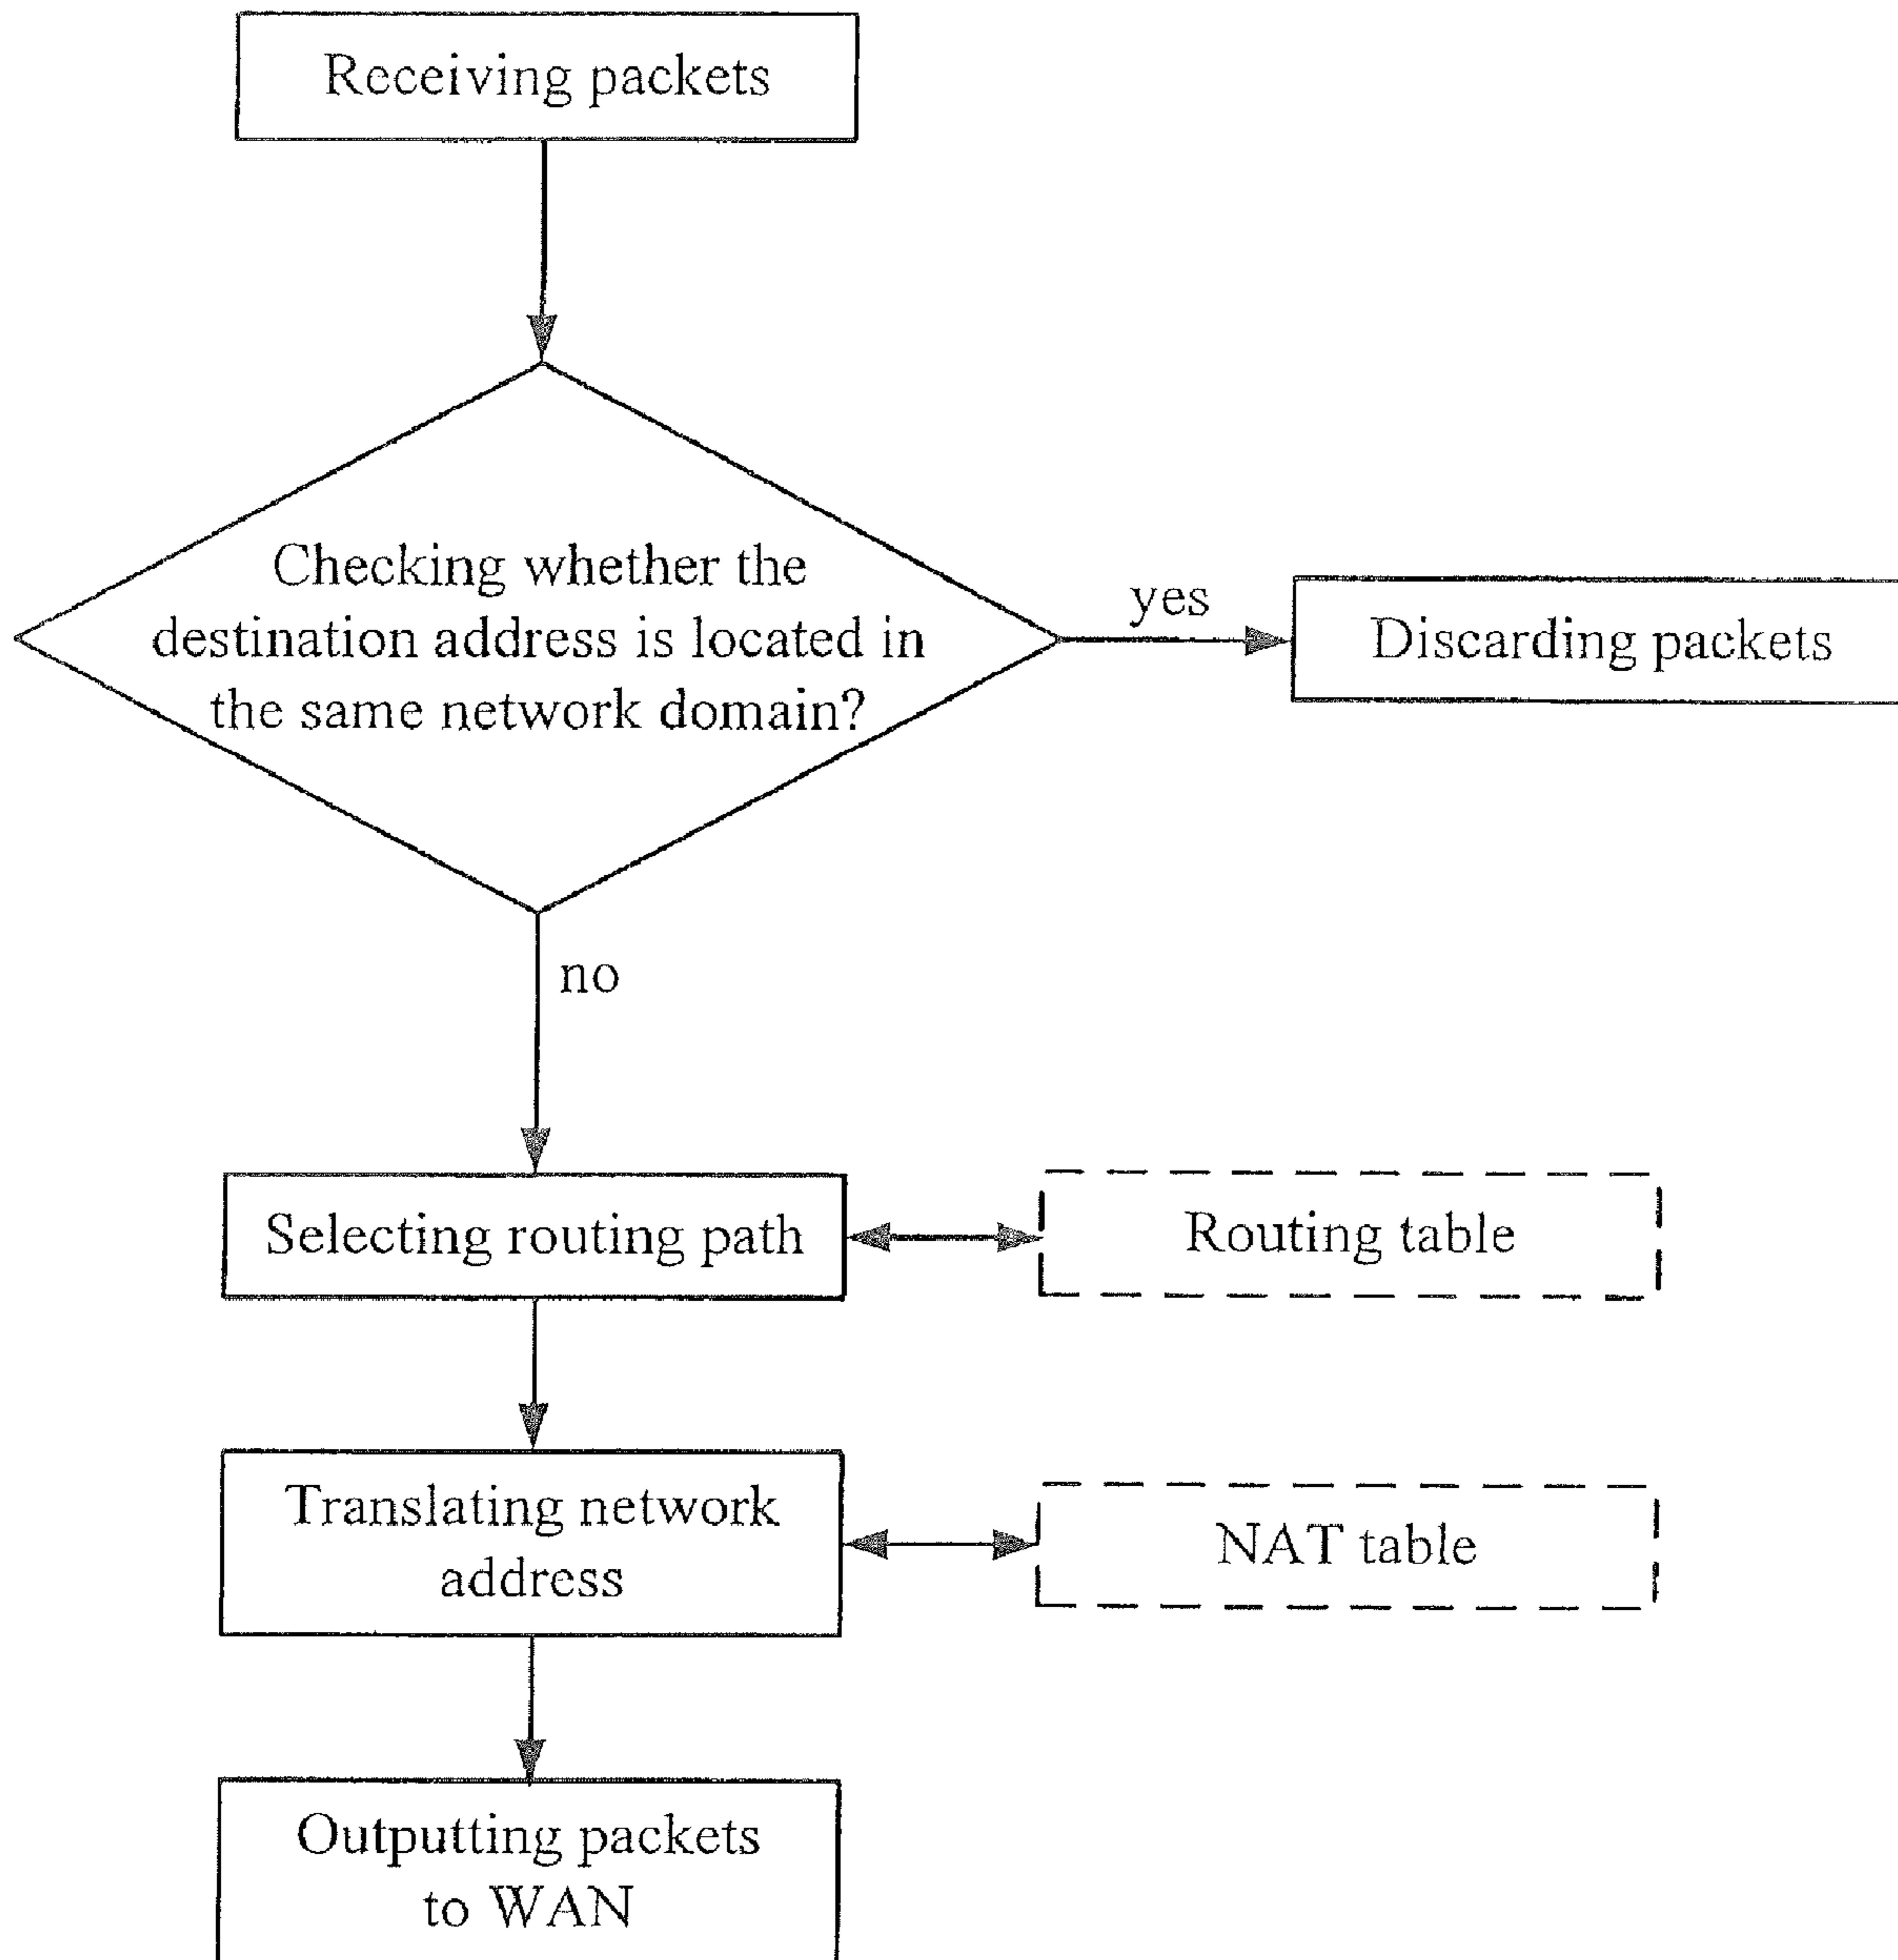 Receiving packets
Checking whether the
destination address is located in
the same network domain?
yes
Discarding packets
no
Selecting routing path
Routing table
Translating network
address
NAT table
Outputting packets
to WAN